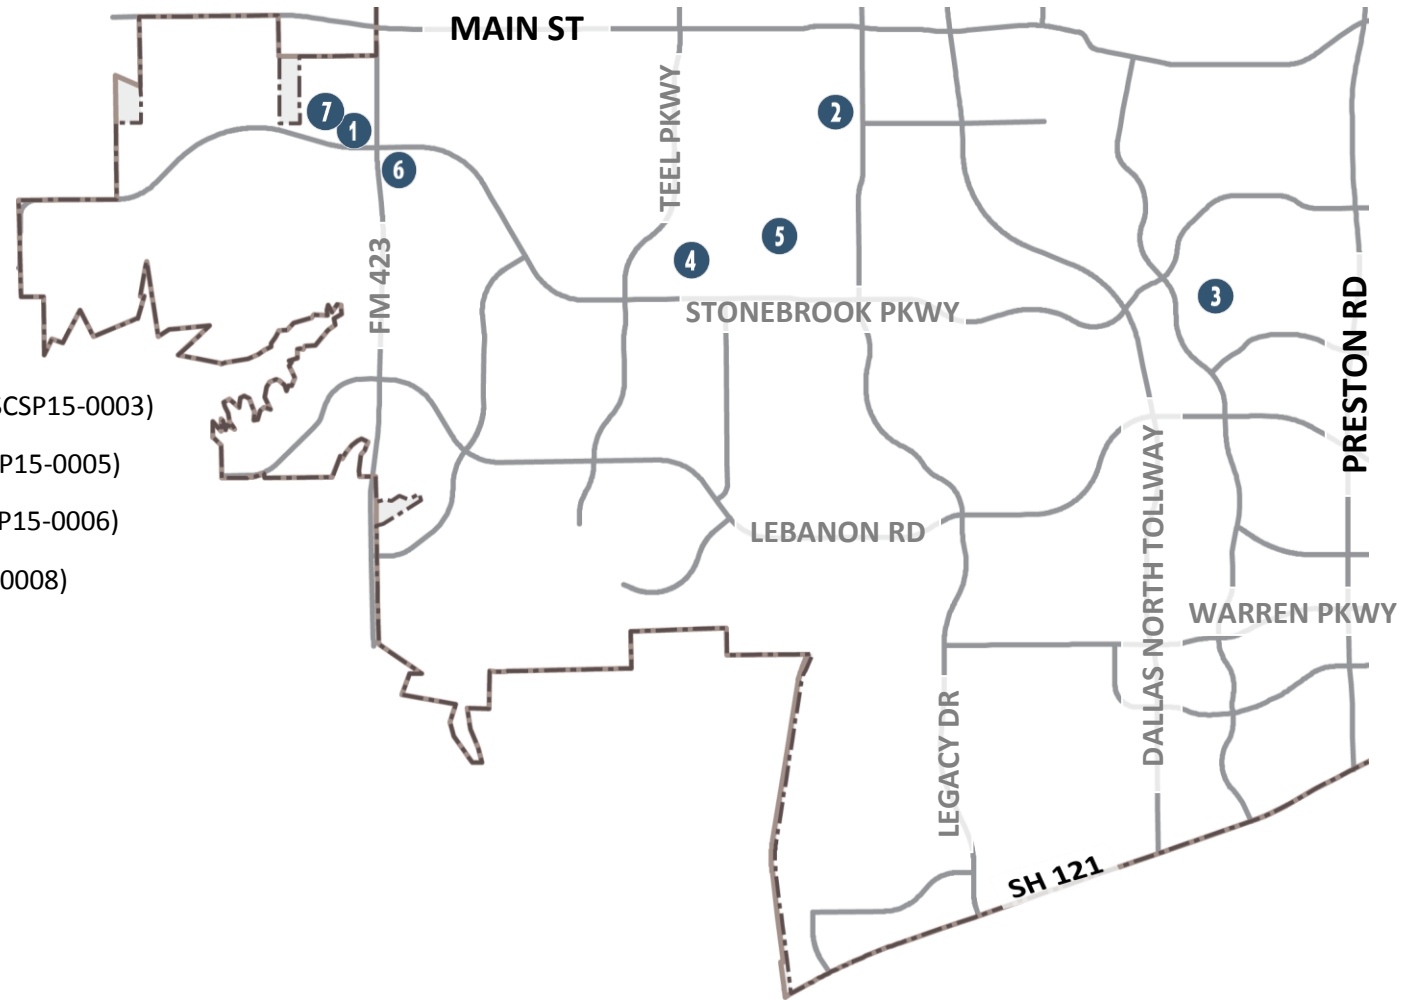 MAIN ST
7
1
2
6
TEEL PKWY
5
4
FM 423
3
STONEBROOK PKWY
PRESTON RD
SCSP15-0003)
P15-0005)
P15-0006)
0008)
LEBANON RD
DALLAS NORTH TOLLWAY
WARREN PKWY
LEGACY DR
SH 121